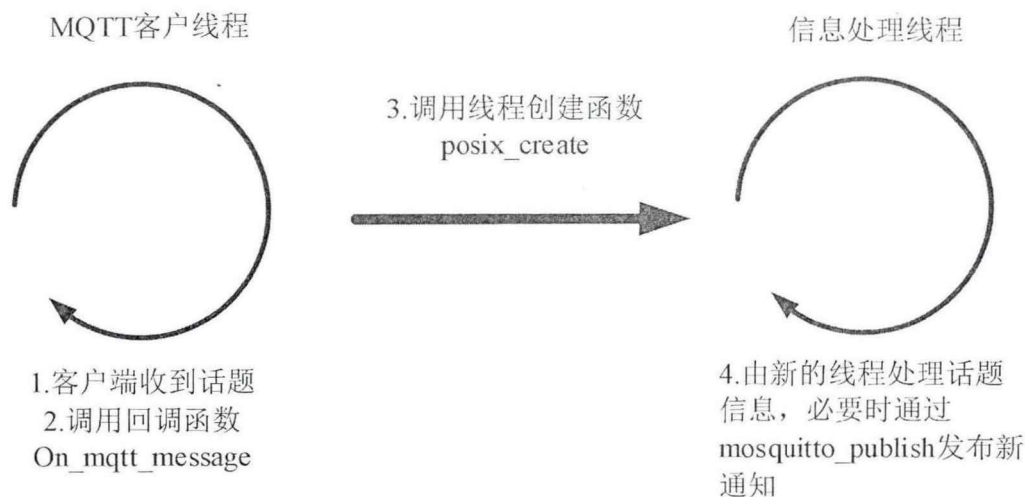 MQTT客户线程
信息处理线程
3.调用线程创建函数
posix_create
1.客户端收到话题
2.调用回调函数
On_mqtt_message
4.由新的线程处理话题
信息，必要时通过
mosquitto_publish发布新
通知